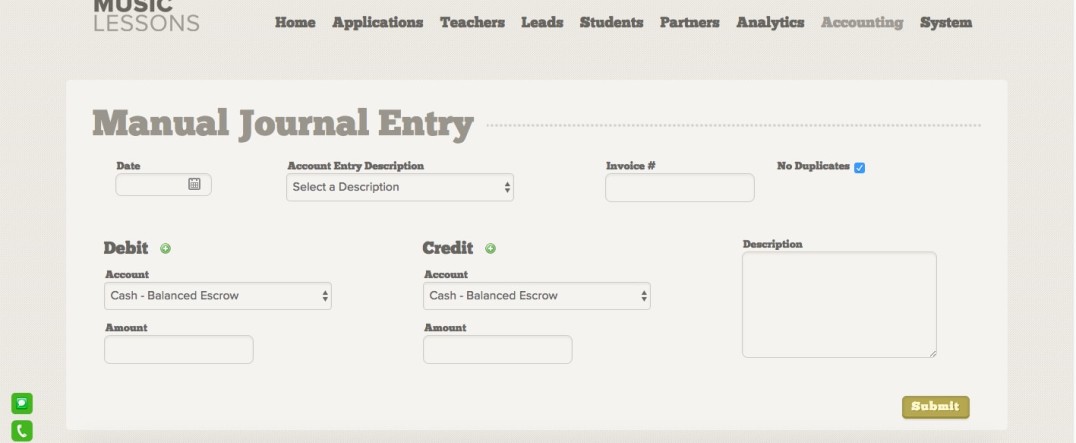 MUSIC
LESSONS
Home Applications Teachers Leads Students Partners Analytics Accounting System
Manual Journal Entry
Date Account Entry Description Invoice # No Duplicates
Select a Description
Debit Credit Description
Account Account
Cash - Balanced Escrow Cash - Balanced Escrow
Amount Amount
Submit